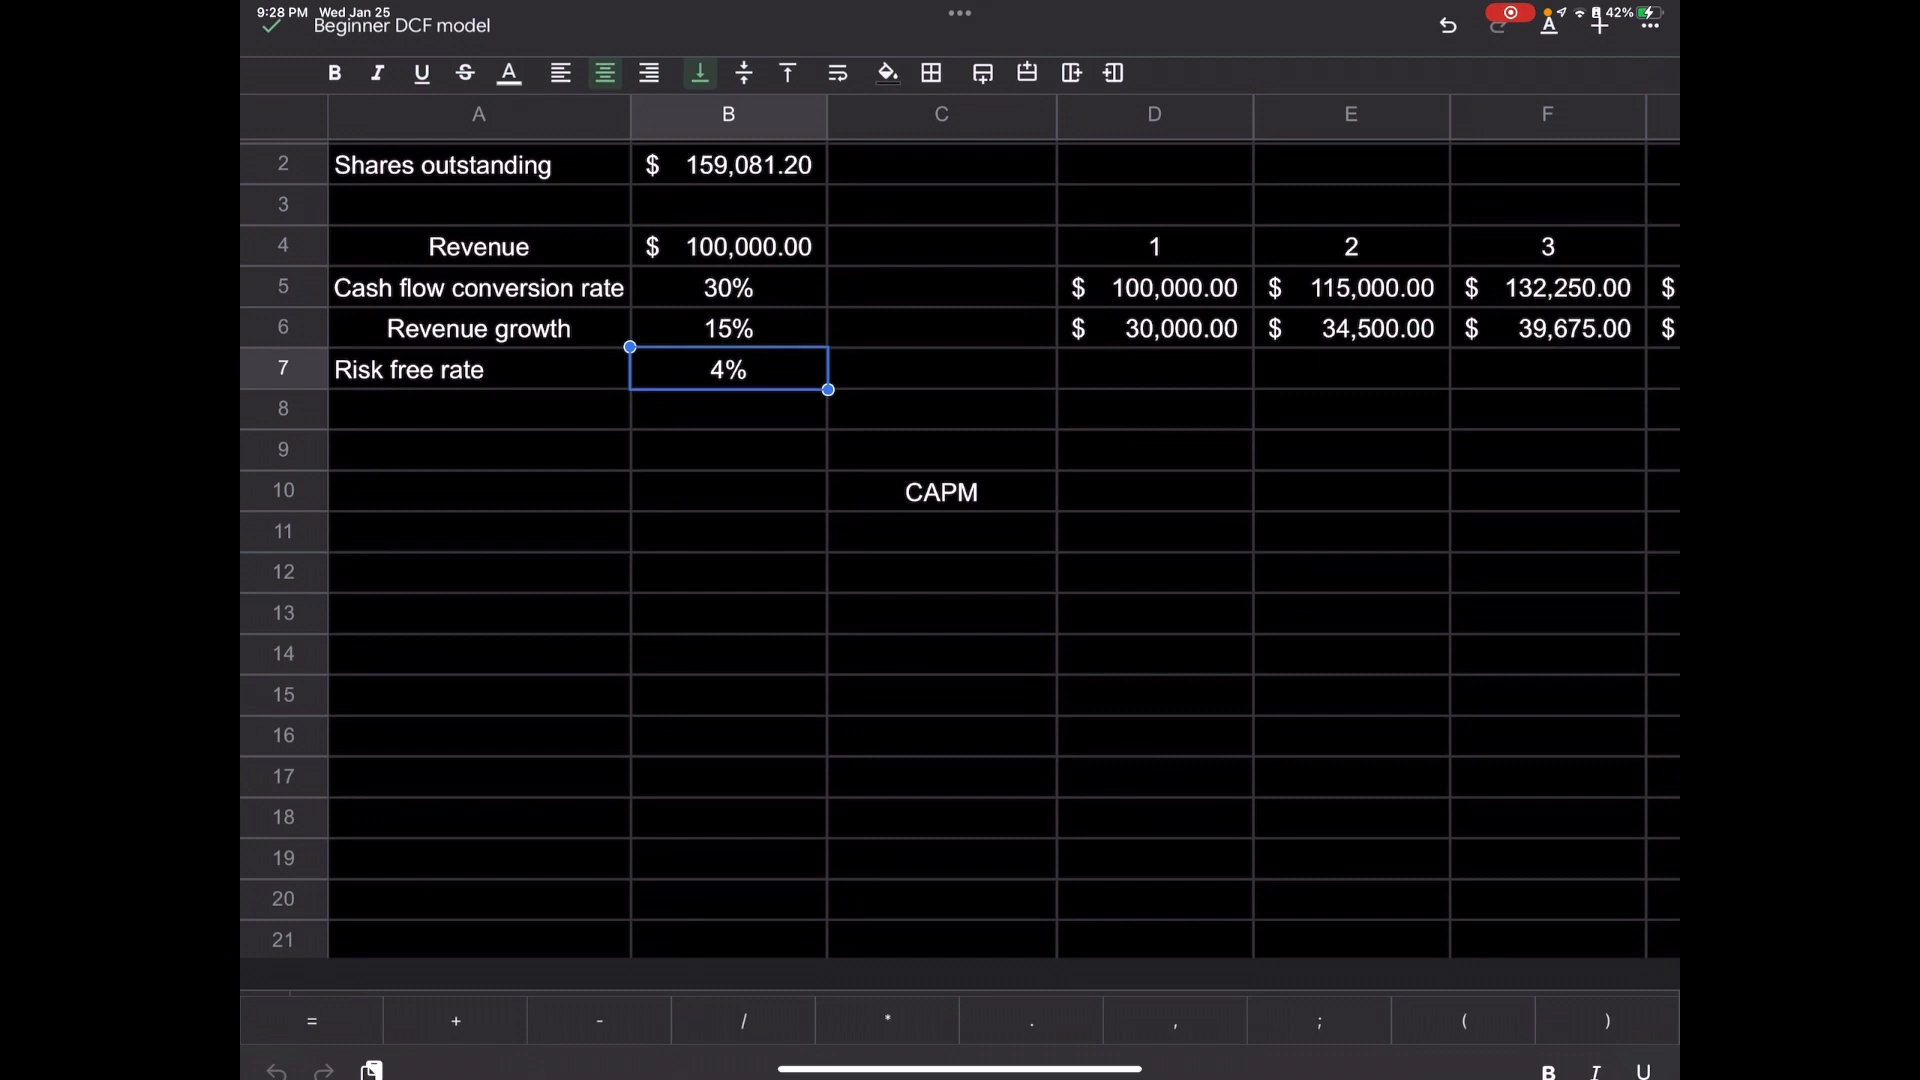 9:28 PM Wed Jan 25
42%
Beginner DCF model
B I U S A
A B C D E F
2 Shares outstanding $ 159,081.20
3
4 Revenue $ 100,000.00 1 2 3
5 Cash flow conversion rate 30% $ 100,000.00 $ 115,000.00 $ 132,250.00 $
6 Revenue growth 15% $ 30,000.00 $ 34,500.00 $ 39,675.00 $
7 Risk free rate 4%
8
9
10 CAPM
11
12
13
14
15
16
17
18
19
20
21
= + - / * . , ; ( )
B I U